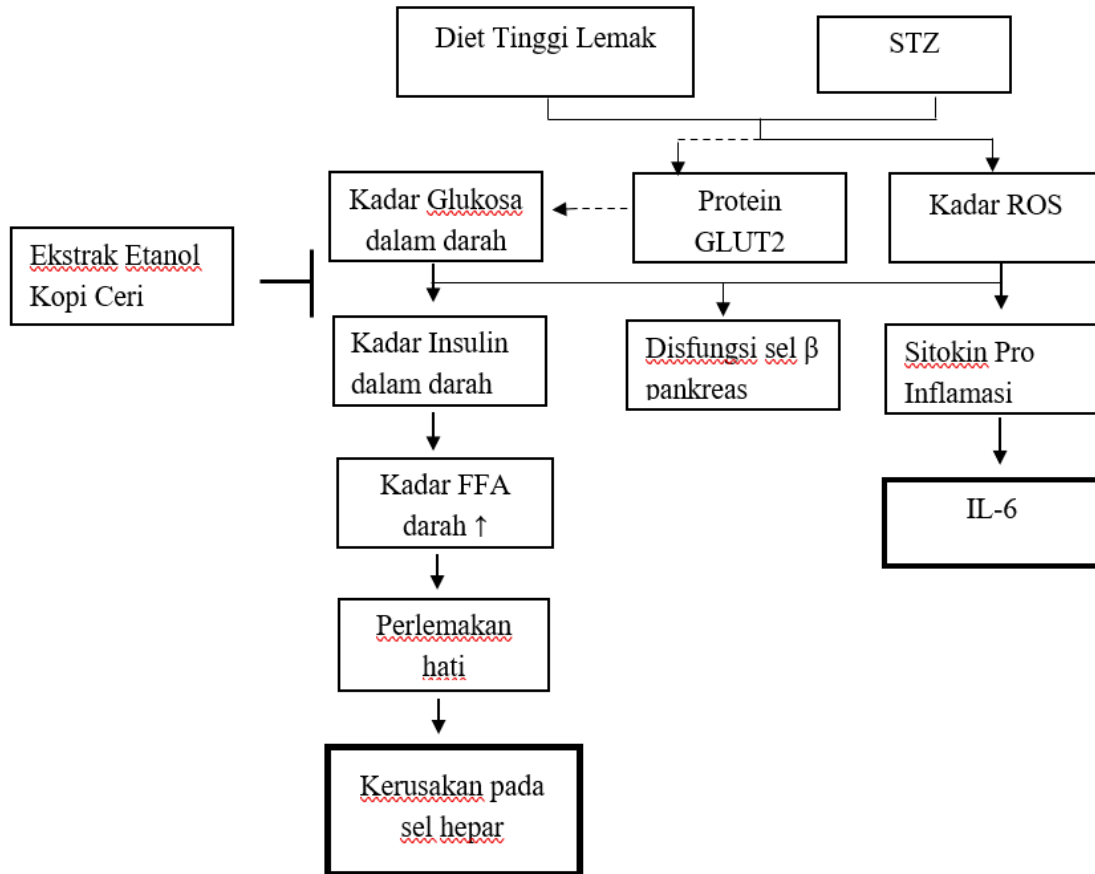 Diet Tinggi Lemak
STZ
Kadar Glukosa
dalam darah
Protein
GLUT2
Kadar ROS
Ekstrak Etanol
Kopi Ceri
Kadar Insulin
dalam darah
Disfungsi sel β
pankreas
Sitokin Pro
Inflamasi
Kadar FFA
darah ↑
IL-6
Perlemakan
hati
Kerusakan pada
sel hepar